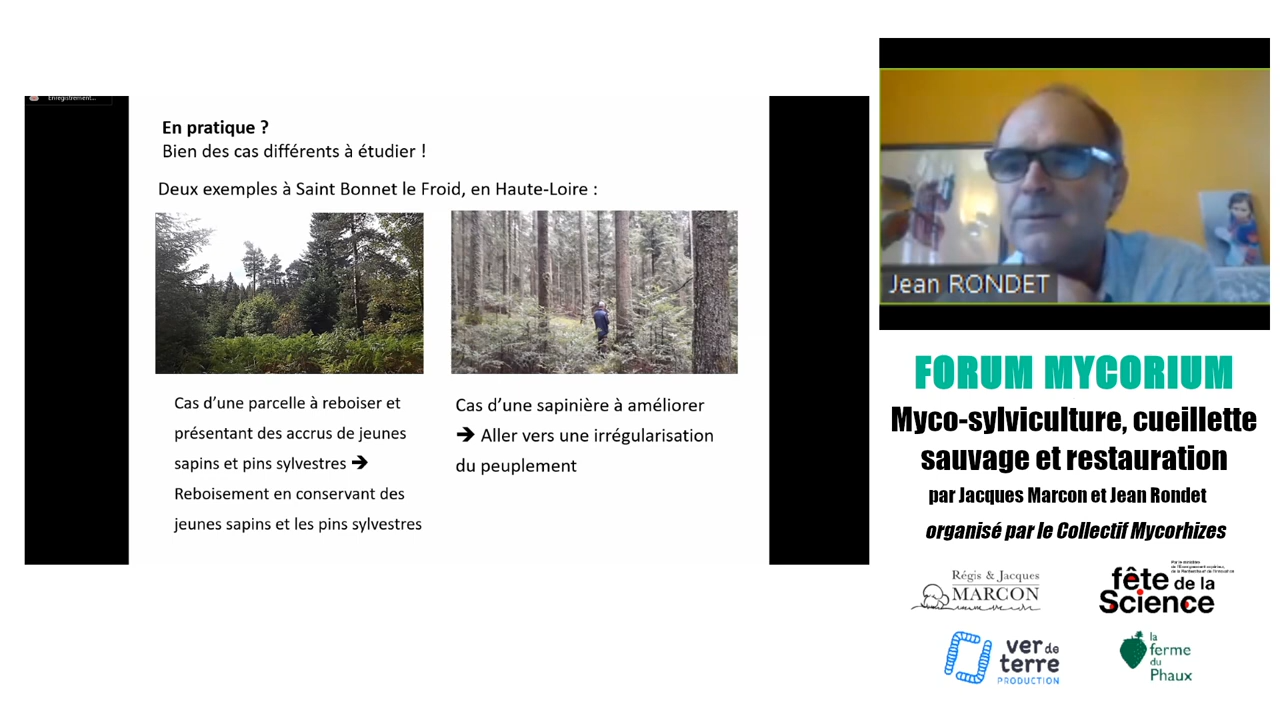 Enregistrement...
En pratique ?
Bien des cas différents à étudier !
Deux exemples à Saint Bonnet le Froid, en Haute-Loire :
Cas d'une parcelle à reboiser et
présentant des accrus de jeunes
sapins et pins sylvestres ➔
Reboisement en conservant des
jeunes sapins et les pins sylvestres
Cas d'une sapinière à améliorer
➔ Aller vers une irrégularisation
du peuplement
Jean RONDET
FORUM MYCORIUM
Myco-sylviculture, cueillette
sauvage et restauration
par Jacques Marcon et Jean Rondet
organisé par le Collectif Mycorhizes
Régis & Jacques
MARCON
fête de la
Science
ver de
terre
PRODUCTION
la
ferme
du
Phaux